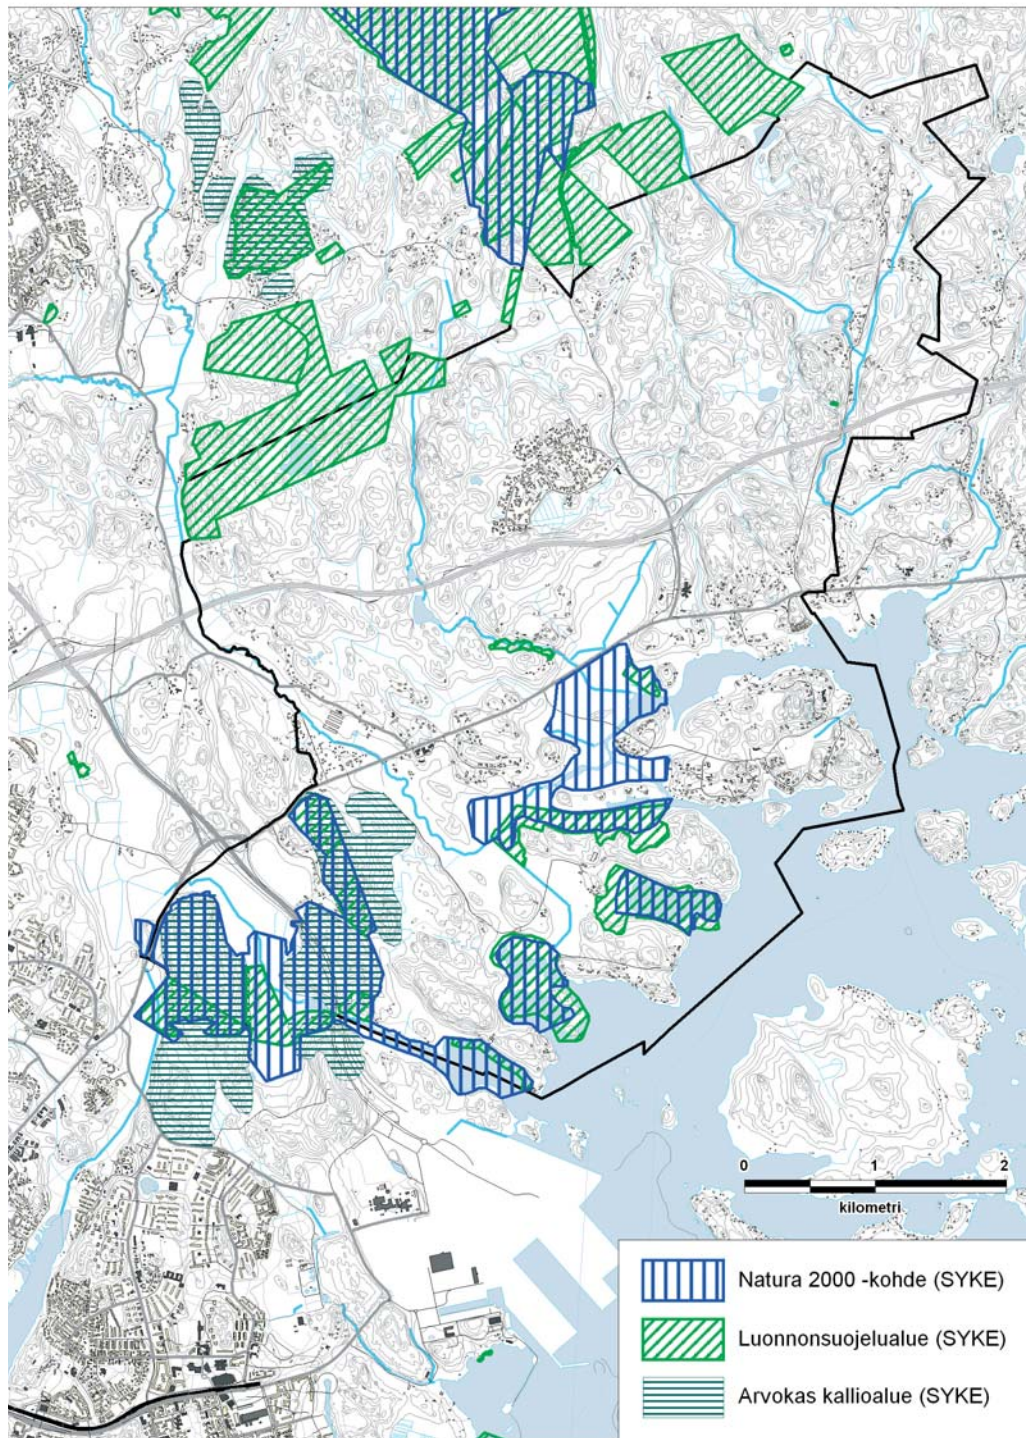 0 1 2
kilometri
Natura 2000 -kohde (SYKE)
Luonnonsuojelualue (SYKE)
Arvokas kallioalue (SYKE)